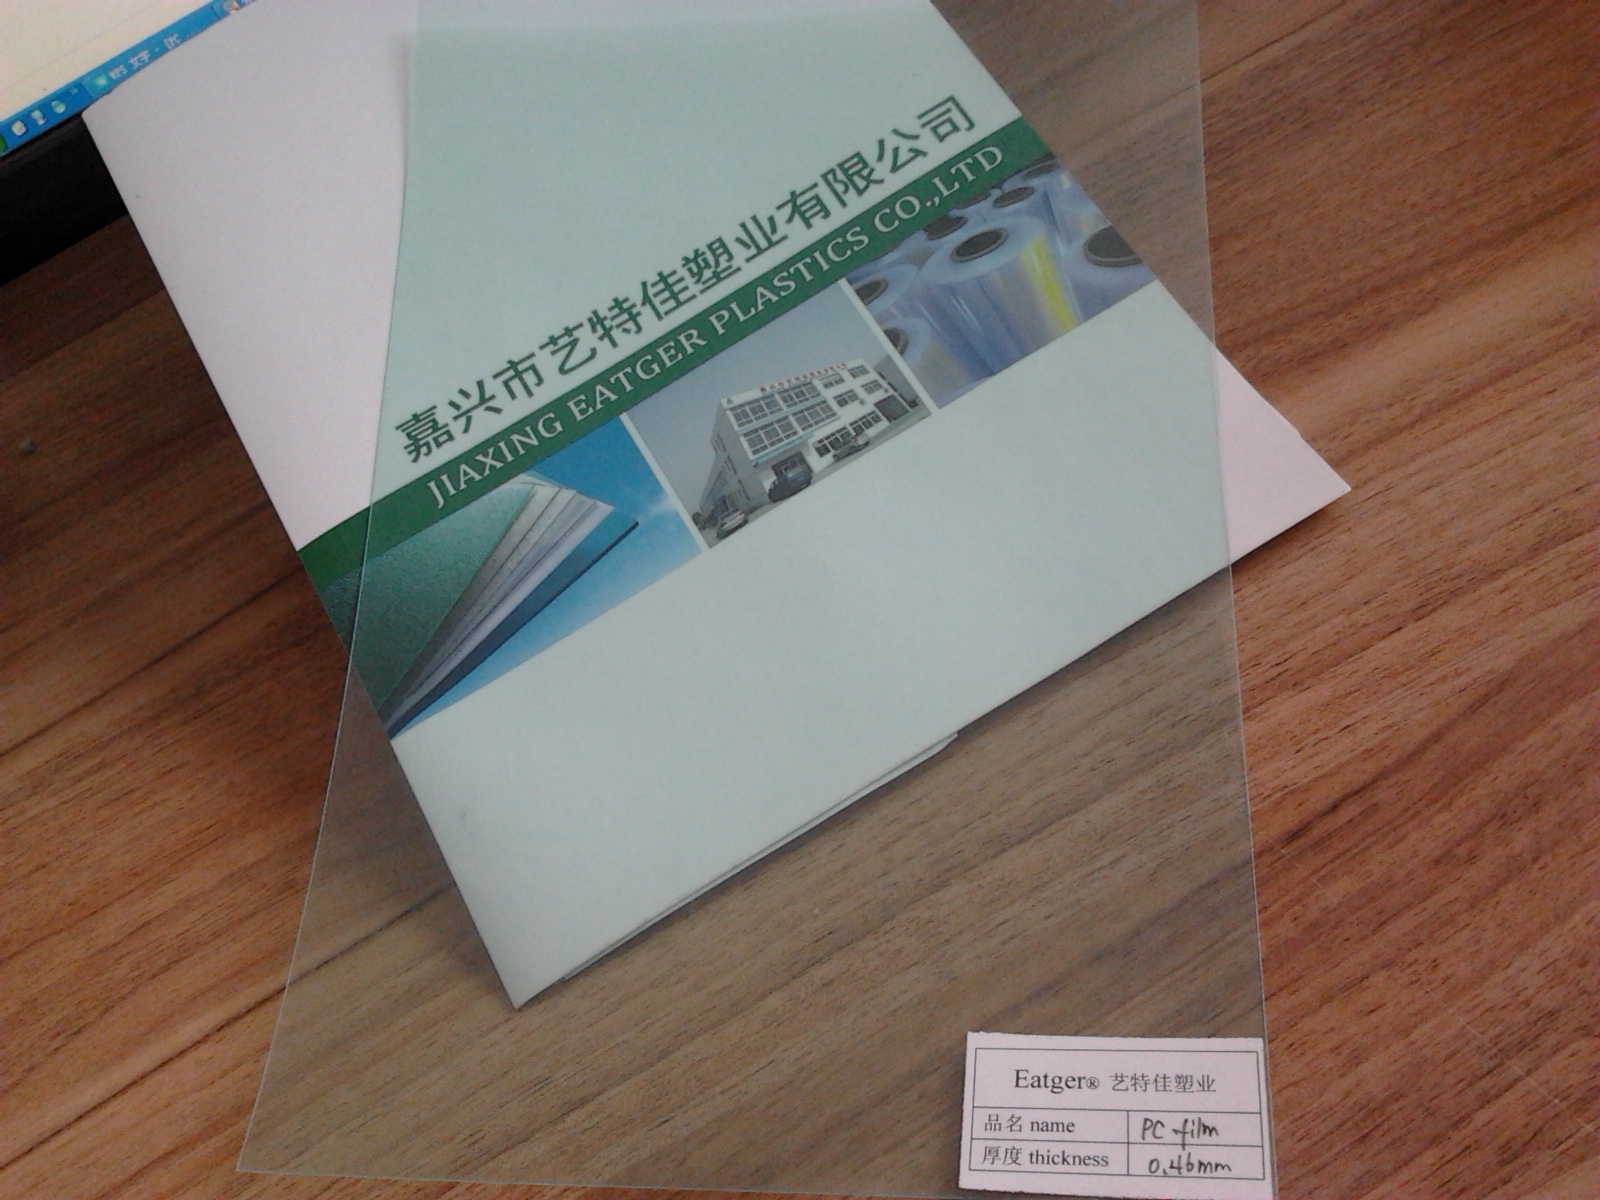 嘉兴市艺特佳塑业有限公司
JIAXING EATGER PLASTICS CO.,LTD
Eatger® 艺特佳塑业
品名 name PC film
厚度 thickness 0.46mm